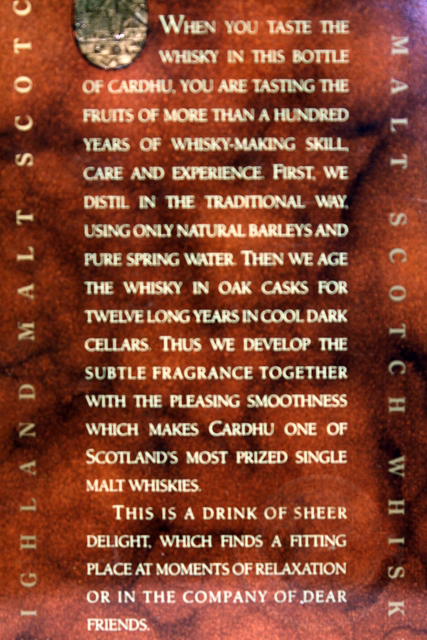 WHEN YOU TASTE THE
WHISKY IN THIS BOTTLE
OF CARDHU, YOU ARE TASTING THE
FRUITS OF MORE THAN A HUNDRED
YEARS OF WHISKY-MAKING SKILL,
CARE AND EXPERIENCE. FIRST, WE
DISTIL IN THE TRADITIONAL WAY,
USING ONLY NATURAL BARLEYS AND
PURE SPRING WATER. THEN WE AGE
THE WHISKY IN OAK CASKS FOR
TWELVE LONG YEARS IN COOL DARK
CELLARS. THUS WE DEVELOP THE
SUBTLE FRAGRANCE TOGETHER
WITH THE PLEASING SMOOTHNESS
WHICH MAKES CARDHU ONE OF
SCOTLAND'S MOST PRIZED SINGLE
MALT WHISKIES.
THIS IS A DRINK OF SHEER
DELIGHT, WHICH FINDS A FITTING
PLACE AT MOMENTS OF RELAXATION
OR IN THE COMPANY OF DEAR
FRIENDS.
IGHLAND MALT SCOTC
MALT SCOTCH WHISK